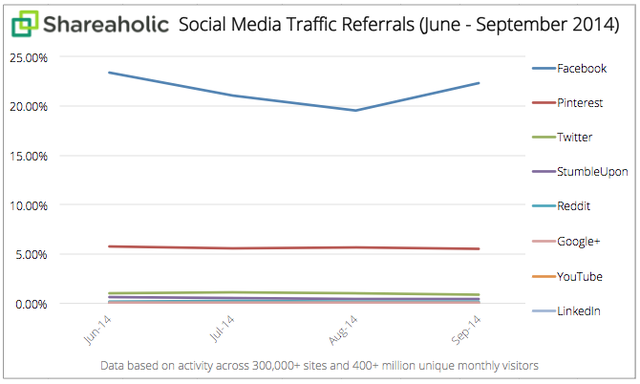 Shareaholic Social Media Traffic Referrals (June - September 2014)
25.00%
20.00%
15.00%
10.00%
5.00%
0.00%
Jun-14
Jul-14
Aug-14
Sep-14
Facebook
Pinterest
Twitter
StumbleUpon
Reddit
Google+
YouTube
LinkedIn
Data based on activity across 300,000+ sites and 400+ million unique monthly visitors